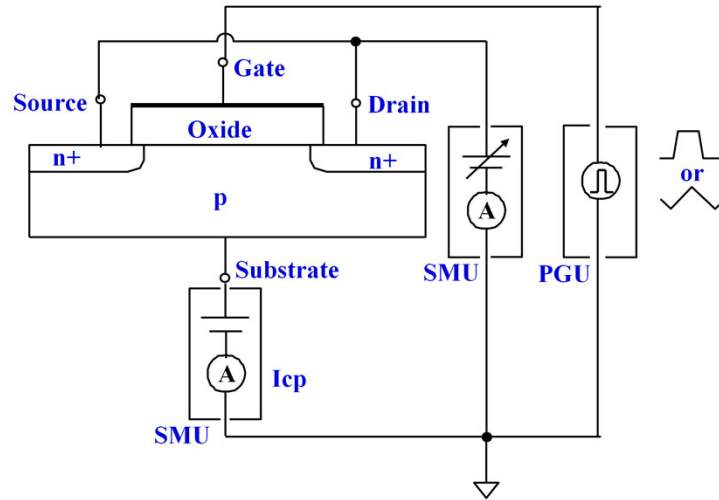 Gate
Source
Drain
Oxide
n+
n+
or
p
A
A
SMU
PGU
Substrate
Icp
SMU